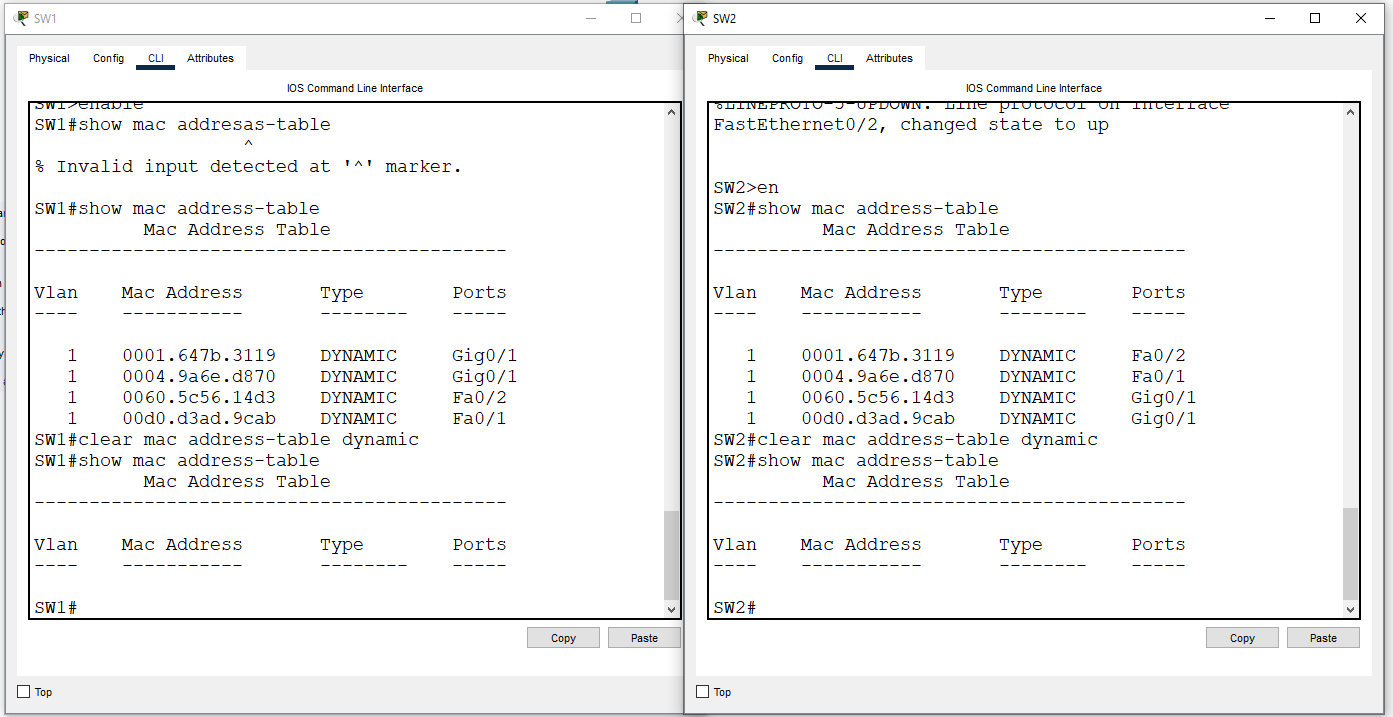 SW1
Physical Config CLI Attributes
IOS Command Line Interface
SW1>enable
SW1#show mac addresas-table
^
% Invalid input detected at '^' marker.
SW1#show mac address-table
Mac Address Table
-------------------------------------------
Vlan Mac Address Type Ports
---- ----------- -------- -----
1 0001.647b.3119 DYNAMIC Gig0/1
1 0004.9a6e.d870 DYNAMIC Gig0/1
1 0060.5c56.14d3 DYNAMIC Fa0/2
1 00d0.d3ad.9cab DYNAMIC Fa0/1
SW1#clear mac address-table dynamic
SW1#show mac address-table
Mac Address Table
-------------------------------------------
Vlan Mac Address Type Ports
---- ----------- -------- -----
SW1#
Copy Paste
Top
SW2
Physical Config CLI Attributes
IOS Command Line Interface
%LINEPROTO-5-UPDOWN: Line protocol on Interface
FastEthernet0/2, changed state to up
SW2>en
SW2#show mac address-table
Mac Address Table
-------------------------------------------
Vlan Mac Address Type Ports
---- ----------- -------- -----
1 0001.647b.3119 DYNAMIC Fa0/2
1 0004.9a6e.d870 DYNAMIC Fa0/1
1 0060.5c56.14d3 DYNAMIC Gig0/1
1 00d0.d3ad.9cab DYNAMIC Gig0/1
SW2#clear mac address-table dynamic
SW2#show mac address-table
Mac Address Table
-------------------------------------------
Vlan Mac Address Type Ports
---- ----------- -------- -----
SW2#
Copy Paste
Top